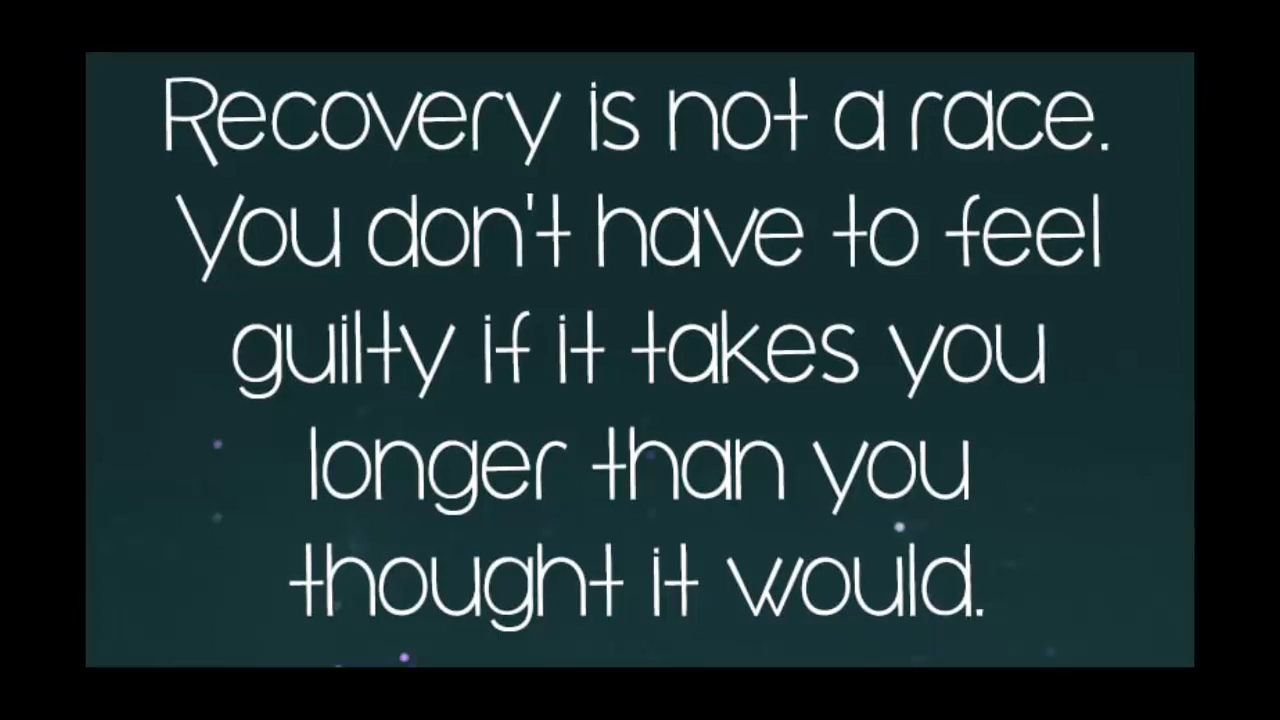 Recovery is not a race.
You don't have to feel
guilty if it takes you
longer than you
thought it would.